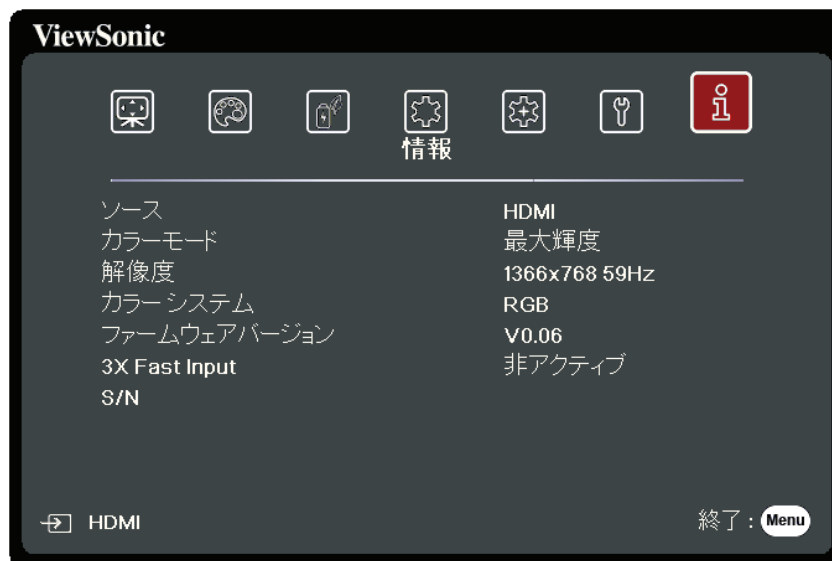 ViewSonic
情報
ソース HDMI
カラーモード 最大輝度
解像度 1366x768 59Hz
カラー システム RGB
ファームウェアバージョン V0.06
3X Fast Input 非アクティブ
S/N
HDMI 終了 : Menu